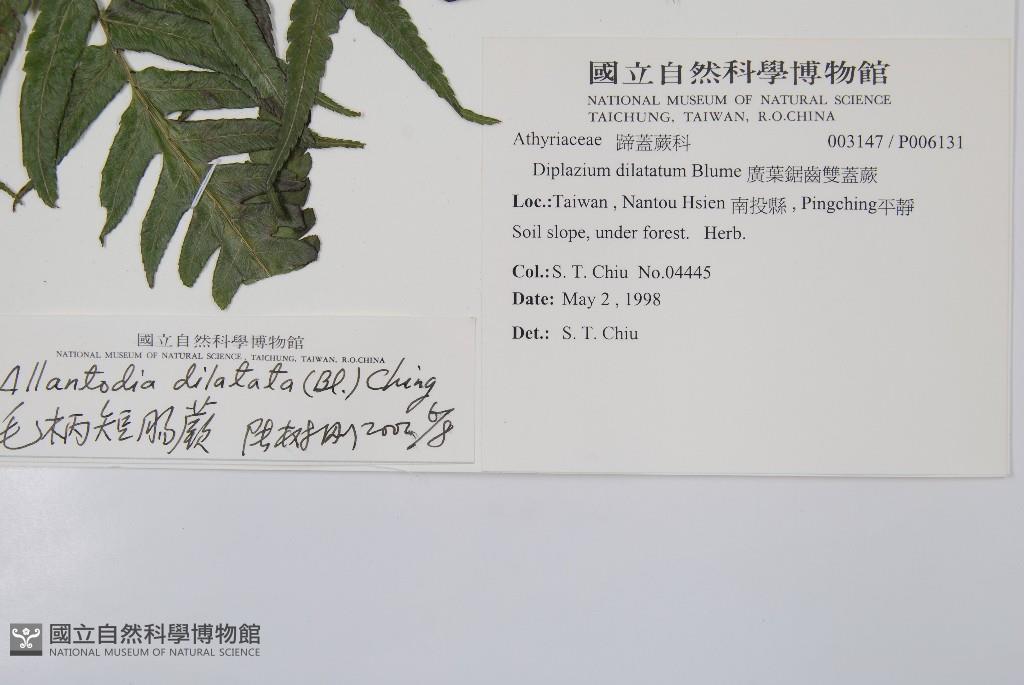 國立自然科學博物館
NATIONAL MUSEUM OF NATURAL SCIENCE
TAICHUNG, TAIWAN, R.O.CHINA
Athyriaceae 蹄蓋蕨科 003147 / P006131
Diplazium dilatatum Blume 廣葉鋸齒雙蓋蕨
Loc.:Taiwan , Nantou Hsien 南投縣 , Pingching平靜
Soil slope, under forest. Herb.
Col.: S. T. Chiu No.04445
Date: May 2 , 1998
Det.: S. T. Chiu
國立自然科學博物館
NATIONAL MUSEUM OF NATURAL SCIENCE , TAICHUNG, TAIWAN, R.O.CHINA
Allantodia dilatata (Bl.) Ching
毛柄短肠蕨 2002
國立自然科學博物館
NATIONAL MUSEUM OF NATURAL SCIENCE